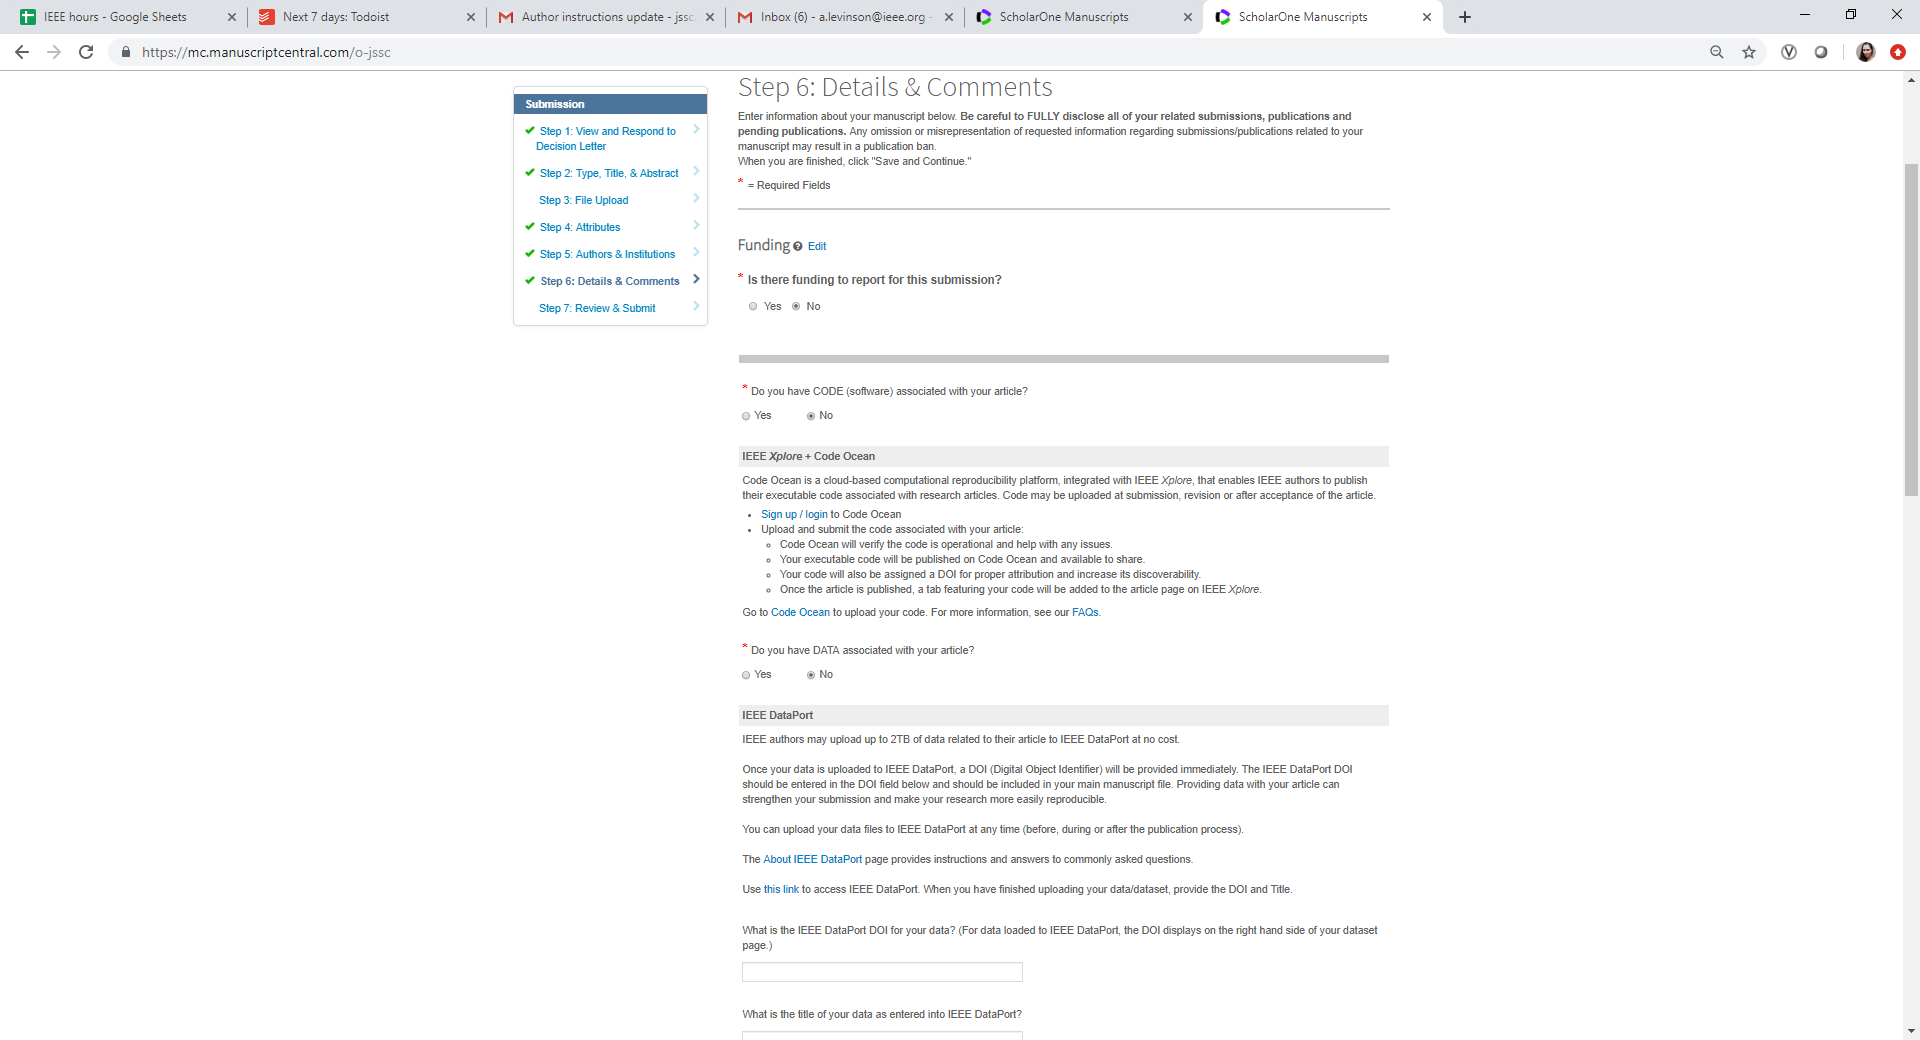 IEEE hours - Google Sheets
Next 7 days: Todoist
Author instructions update - jssc
Inbox (6) - a.levinson@ieee.org -
ScholarOne Manuscripts
ScholarOne Manuscripts
https://mc.manuscriptcentral.com/o-jssc
Submission
Step 1: View and Respond to
Decision Letter
Step 2: Type, Title, & Abstract
Step 3: File Upload
Step 4: Attributes
Step 5: Authors & Institutions
Step 6: Details & Comments
Step 7: Review & Submit
Step 6: Details & Comments
Enter information about your manuscript below. Be careful to FULLY disclose all of your related submissions, publications and
pending publications. Any omission or misrepresentation of requested information regarding submissions/publications related to your
manuscript may result in a publication ban.
When you are finished, click "Save and Continue."
* = Required Fields
Funding ? Edit
* Is there funding to report for this submission?
Yes No
* Do you have CODE (software) associated with your article?
Yes No
IEEE Xplore + Code Ocean
Code Ocean is a cloud-based computational reproducibility platform, integrated with IEEE Xplore, that enables IEEE authors to publish
their executable code associated with research articles. Code may be uploaded at submission, revision or after acceptance of the article.
• Sign up / login to Code Ocean
• Upload and submit the code associated with your article:
o Code Ocean will verify the code is operational and help with any issues.
o Your executable code will be published on Code Ocean and available to share.
o Your code will also be assigned a DOI for proper attribution and increase its discoverability.
o Once the article is published, a tab featuring your code will be added to the article page on IEEE Xplore.
Go to Code Ocean to upload your code. For more information, see our FAQs.
* Do you have DATA associated with your article?
Yes No
IEEE DataPort
IEEE authors may upload up to 2TB of data related to their article to IEEE DataPort at no cost.
Once your data is uploaded to IEEE DataPort, a DOI (Digital Object Identifier) will be provided immediately. The IEEE DataPort DOI
should be entered in the DOI field below and should be included in your main manuscript file. Providing data with your article can
strengthen your submission and make your research more easily reproducible.
You can upload your data files to IEEE DataPort at any time (before, during or after the publication process).
The About IEEE DataPort page provides instructions and answers to commonly asked questions.
Use this link to access IEEE DataPort. When you have finished uploading your data/dataset, provide the DOI and Title.
What is the IEEE DataPort DOI for your data? (For data loaded to IEEE DataPort, the DOI displays on the right hand side of your dataset
page.)
What is the title of your data as entered into IEEE DataPort?